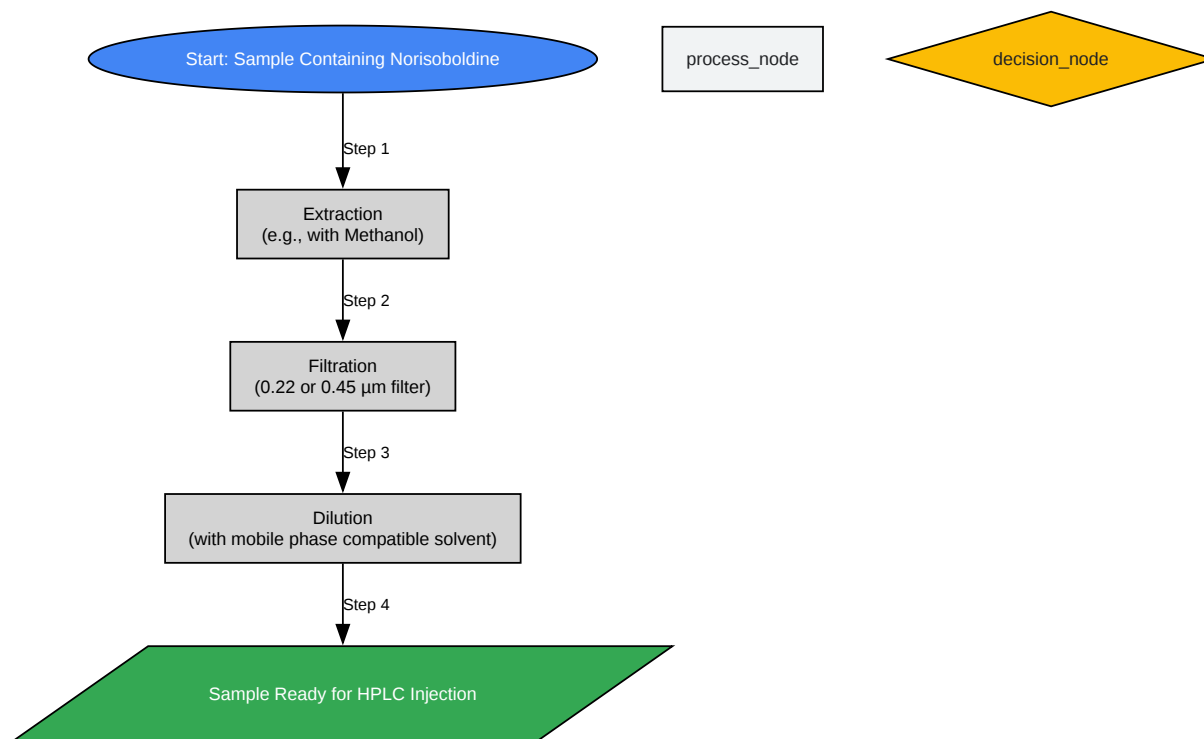 Start: Sample Containing Norisoboldine
process_node
decision_node
Step 1
Extraction
(e.g., with Methanol)
Step 2
Filtration
(0.22 or 0.45 µm filter)
Step 3
Dilution
(with mobile phase compatible solvent)
Step 4
Sample Ready for HPLC Injection